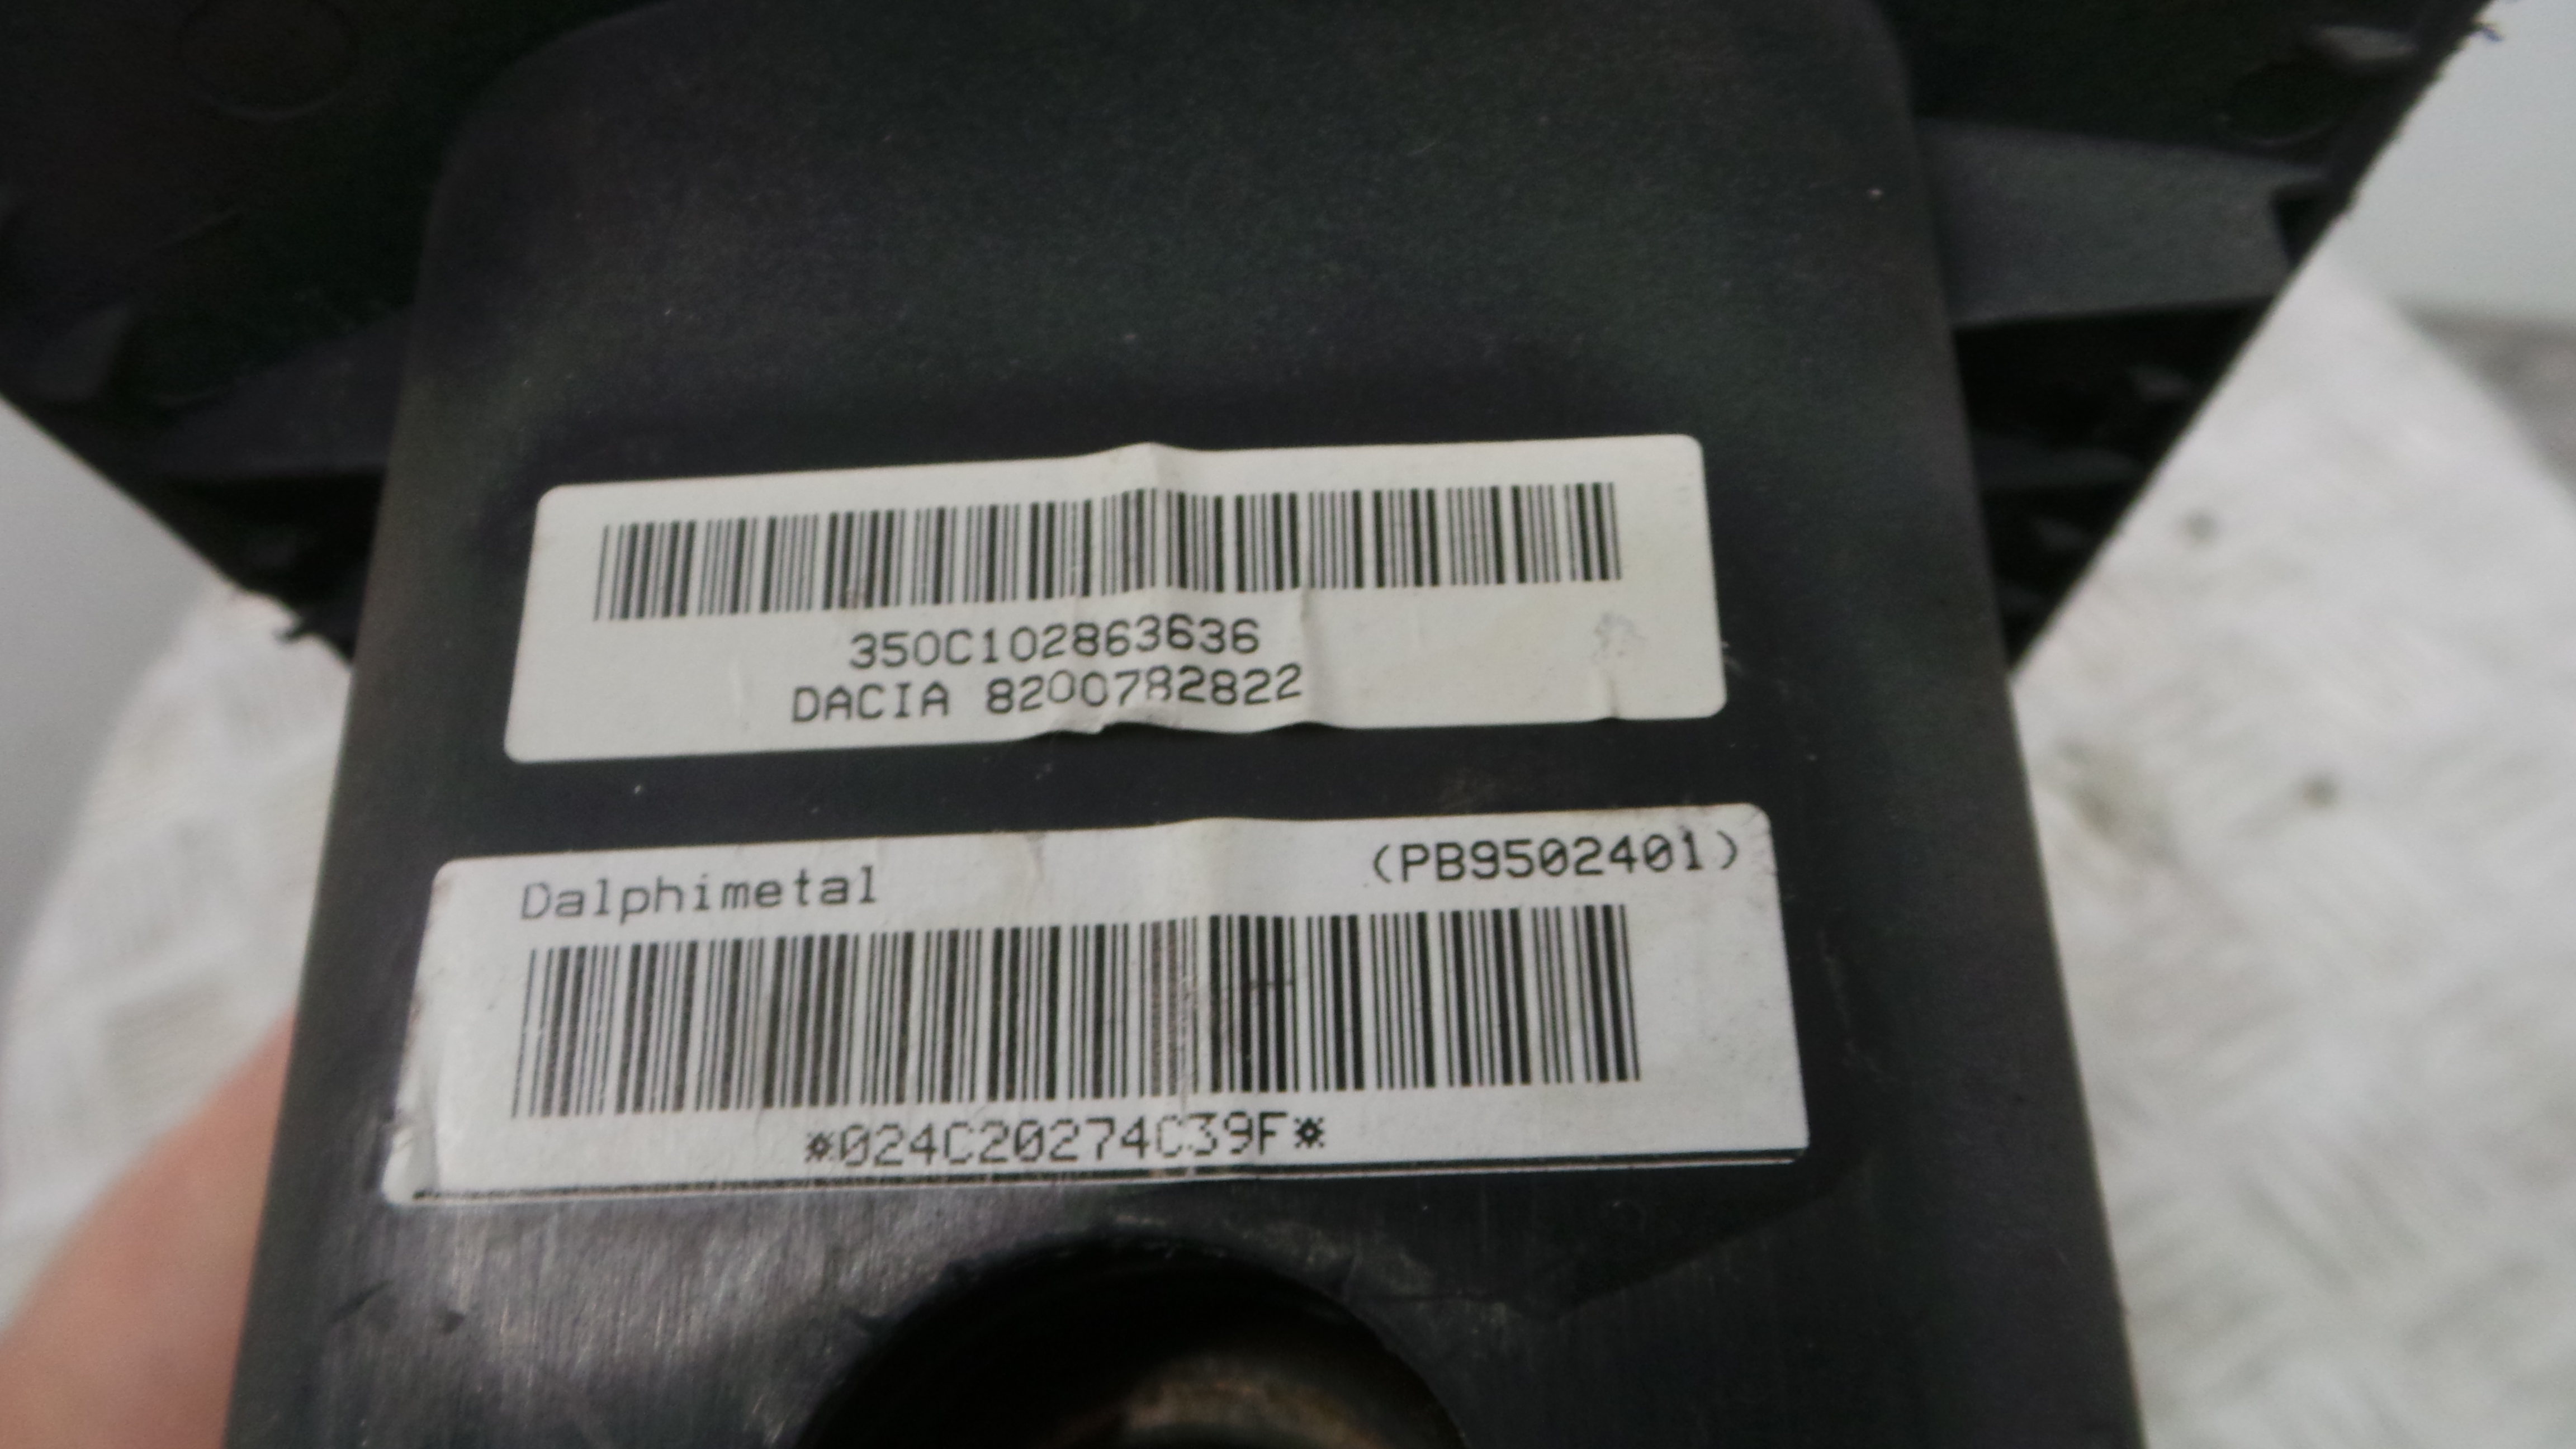 350C102863636
DACIA 8200782822
Dalphimetal (PB9502401)
*024C20274C39F*